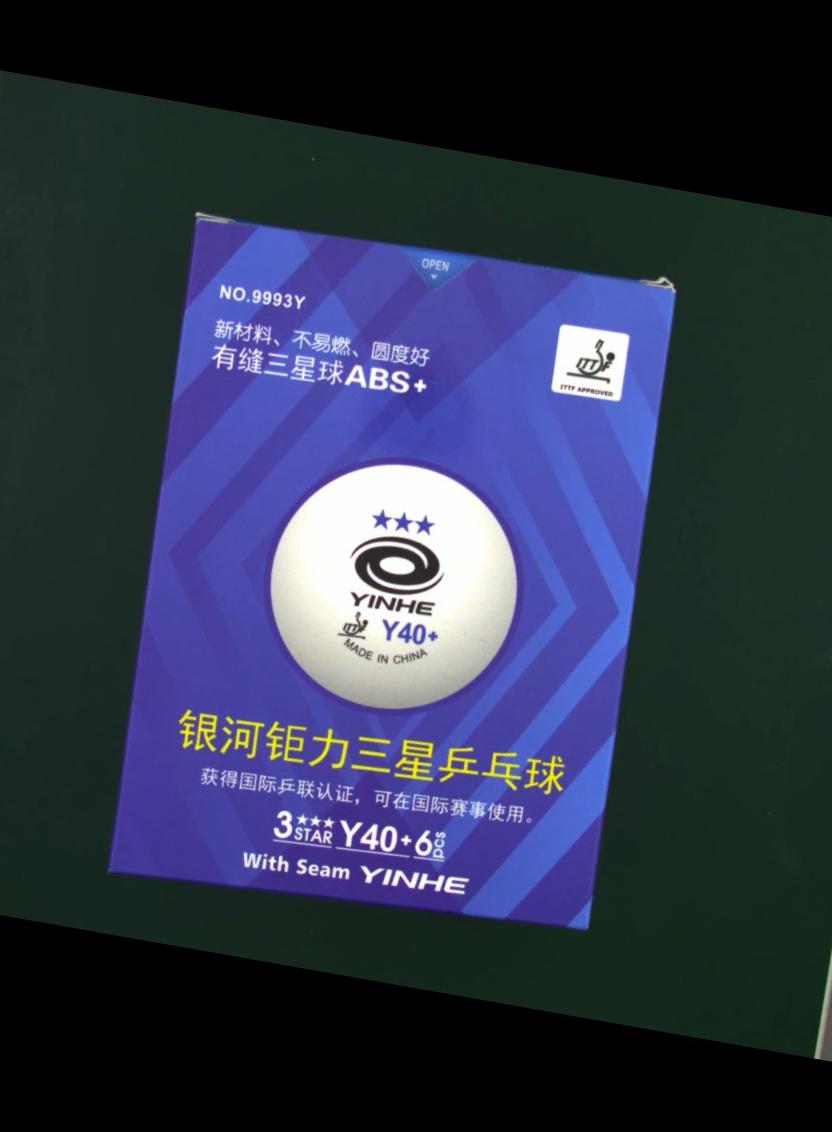 OPEN
NO.9993Y
新材料、不易燃、圆度好
有缝三星球ABS+
ITTF
ITTF APPROVED
YINHE
ITTF Y40+
MADE IN CHINA
银河钜力三星乒乓球
获得国际乒联认证，可在国际赛事使用。
3 STAR Y40+ 6 pcs
With Seam YINHE